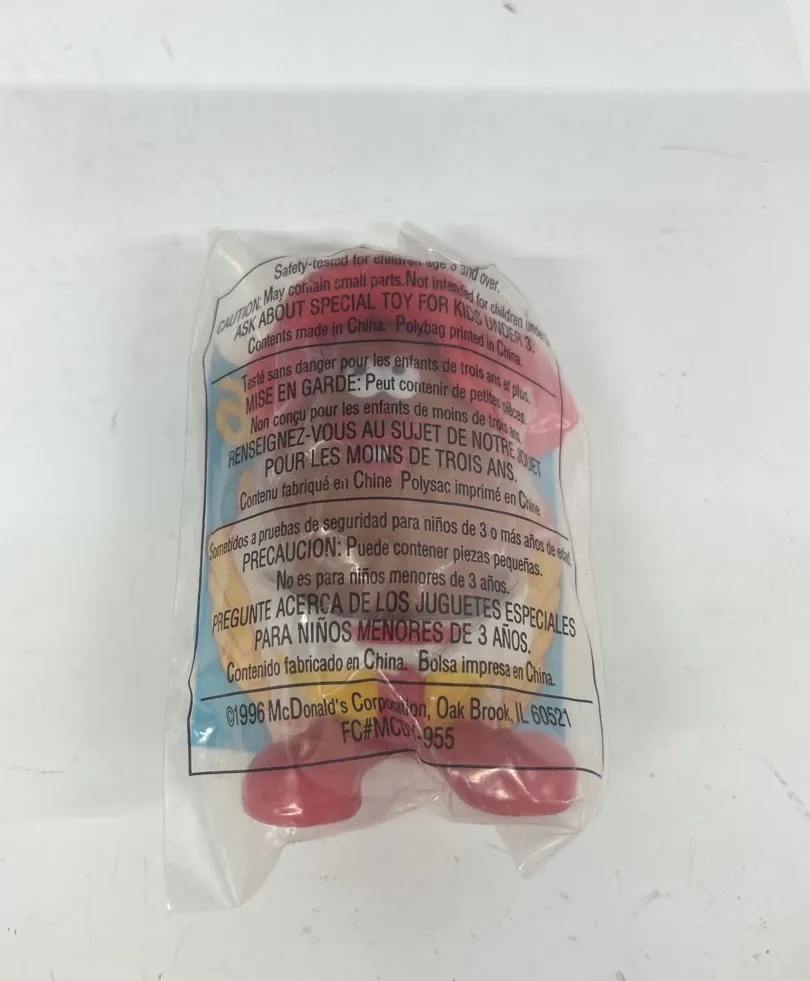 Safety-tested for children age 3 and over.
CAUTION: May contain small parts. Not intended for children under
ASK ABOUT SPECIAL TOY FOR KIDS UNDER 3.
Contents made in China. Polybag printed in China.
Testé sans danger pour les enfants de trois ans et plus.
MISE EN GARDE: Peut contenir de petites pièces.
Non conçu pour les enfants de moins de trois ans.
RENSEIGNEZ-VOUS AU SUJET DE NOTRE JOUET
POUR LES MOINS DE TROIS ANS.
Contenu fabriqué en Chine Polysac imprimé en Chine
Sometidos a pruebas de seguridad para niños de 3 o más años de edad.
PRECAUCION: Puede contener piezas pequeñas.
No es para niños menores de 3 años.
PREGUNTE ACERCA DE LOS JUGUETES ESPECIALES
PARA NIÑOS MENORES DE 3 AÑOS.
Contenido fabricado en China. Bolsa impresa en China.
©1996 McDonald's Corporation, Oak Brook, IL 60521
FC#MCDY-955